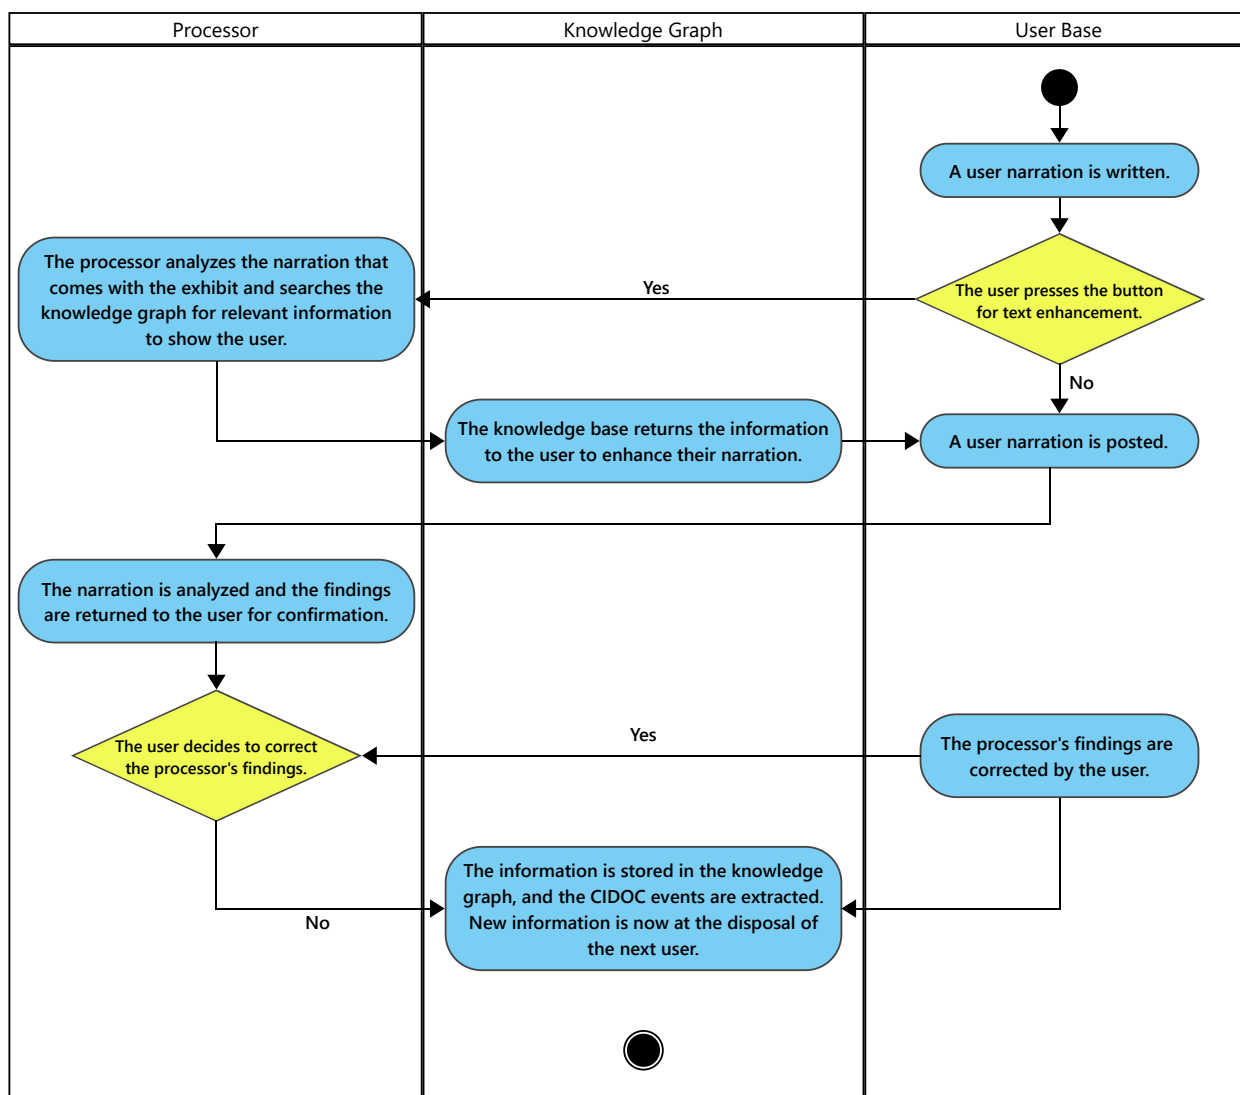 Processor
Knowledge Graph
User Base
A user narration is written.
The processor analyzes the narration that
comes with the exhibit and searches the
knowledge graph for relevant information
to show the user.
Yes
The user presses the button
for text enhancement.
No
The knowledge base returns the information
to the user to enhance their narration.
A user narration is posted.
The narration is analyzed and the findings
are returned to the user for confirmation.
The user decides to correct
the processor's findings.
Yes
The processor's findings are
corrected by the user.
No
The information is stored in the knowledge
graph, and the CIDOC events are extracted.
New information is now at the disposal of
the next user.